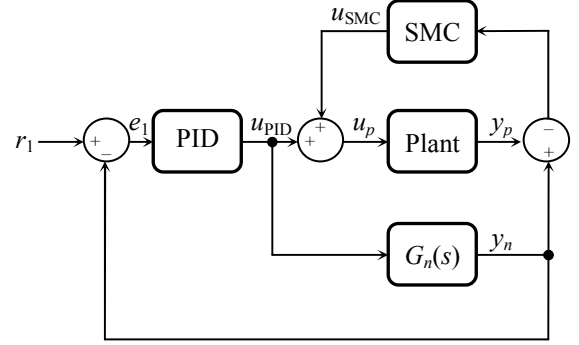 u_SMC
SMC
r_1
+
−
e_1
PID
u_PID
+
+
u_p
Plant
y_p
−
+
G_n(s)
y_n